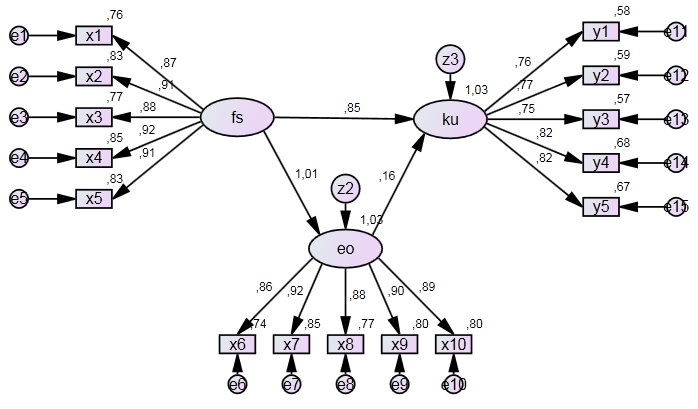 ,76
e1 x1
,87
,83
e2 x2
,91
,77
e3 x3
,88
fs
,85
e4 x4
,92
,83
e5 x5
,91
,85
z3
1,03
ku
,58
y1 e11
,76
,59
y2 e12
,77
,57
y3 e13
,75
,68
y4 e14
,82
,67
y5 e15
,82
1,01
z2
,16
1,03
eo
,86
,92
,88
,90
,89
,74
,85
,77
,80
,80
x6 x7 x8 x9 x10
e6 e7 e8 e9 e10